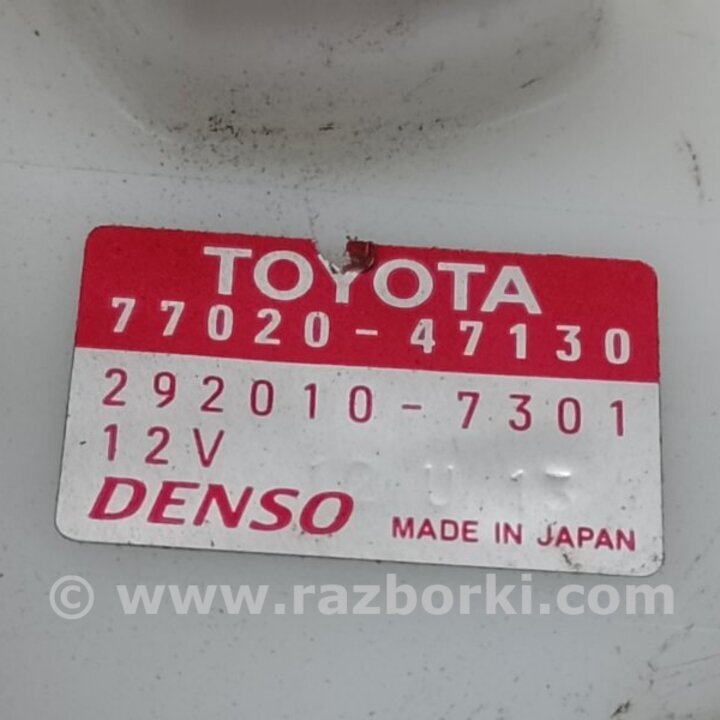 TOYOTA
77020-47130
292010-7301
12V
DENSO MADE IN JAPAN
© www.razborki.com